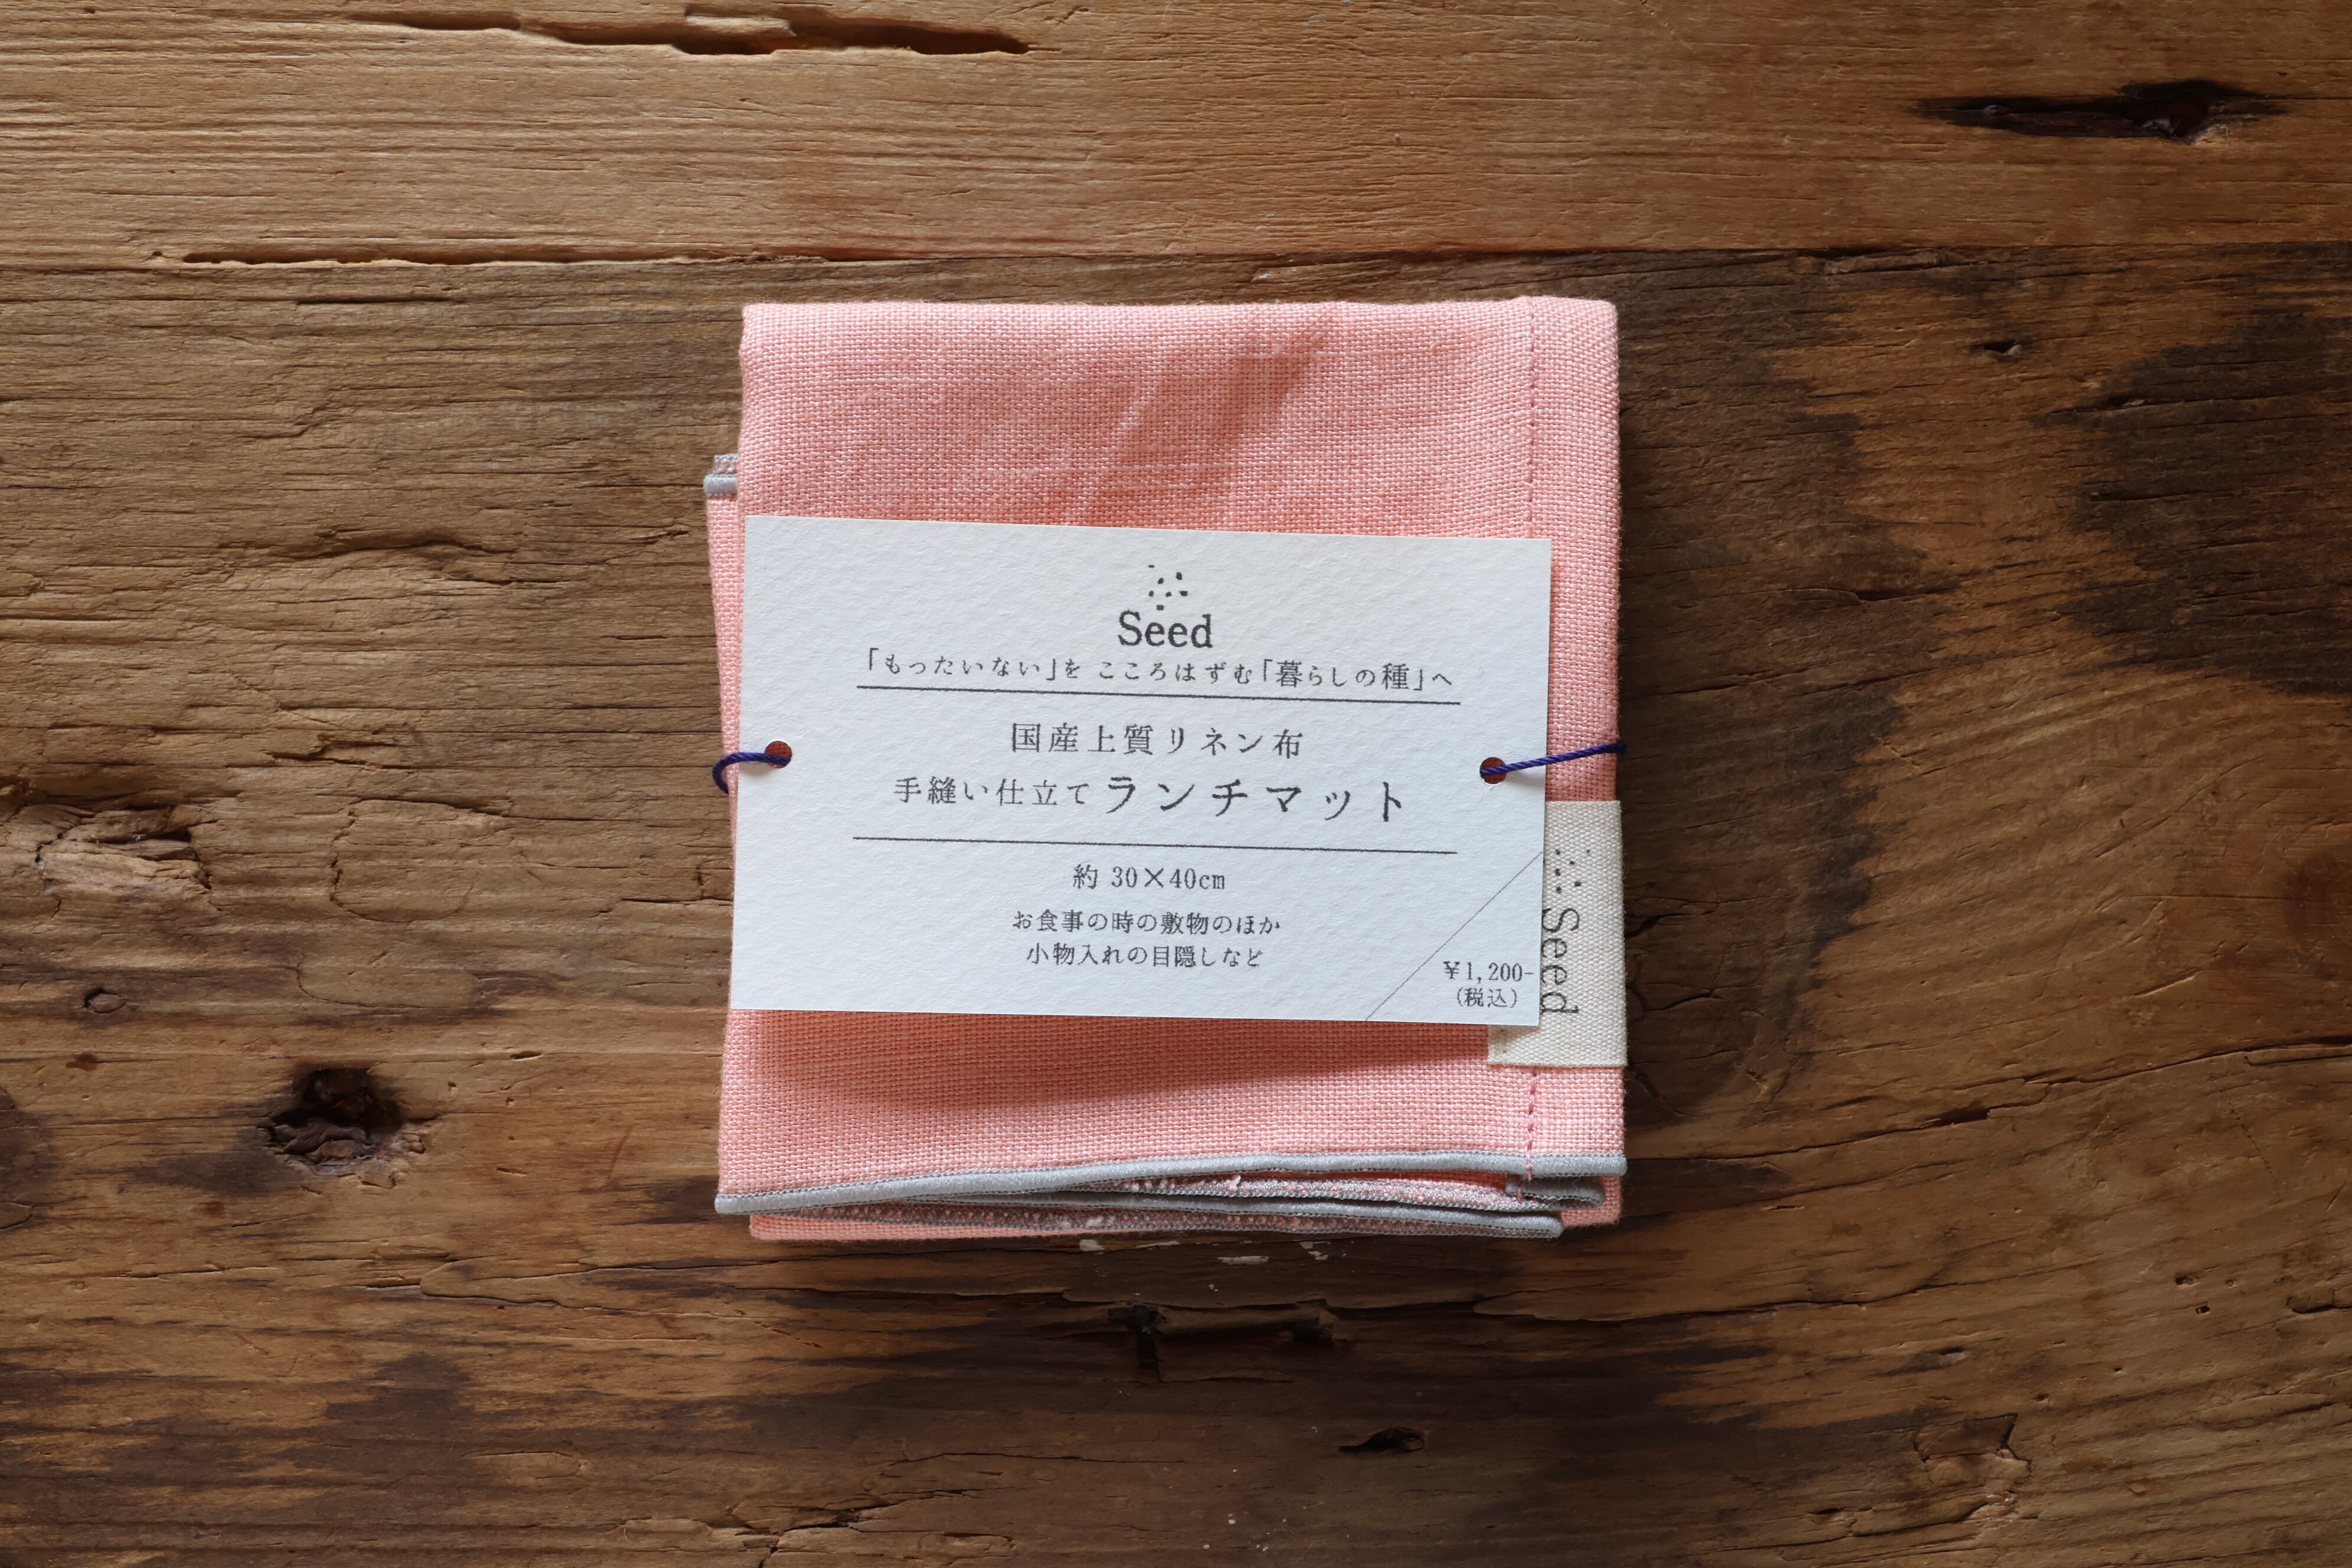 Seed
「もったいない」を こころはずむ「暮らしの種」へ
国産上質リネン布
手縫い仕立て ランチマット
約 30×40cm
お食事の時の敷物のほか
小物入れの目隠しなど
¥1,200-
(税込)
Seed